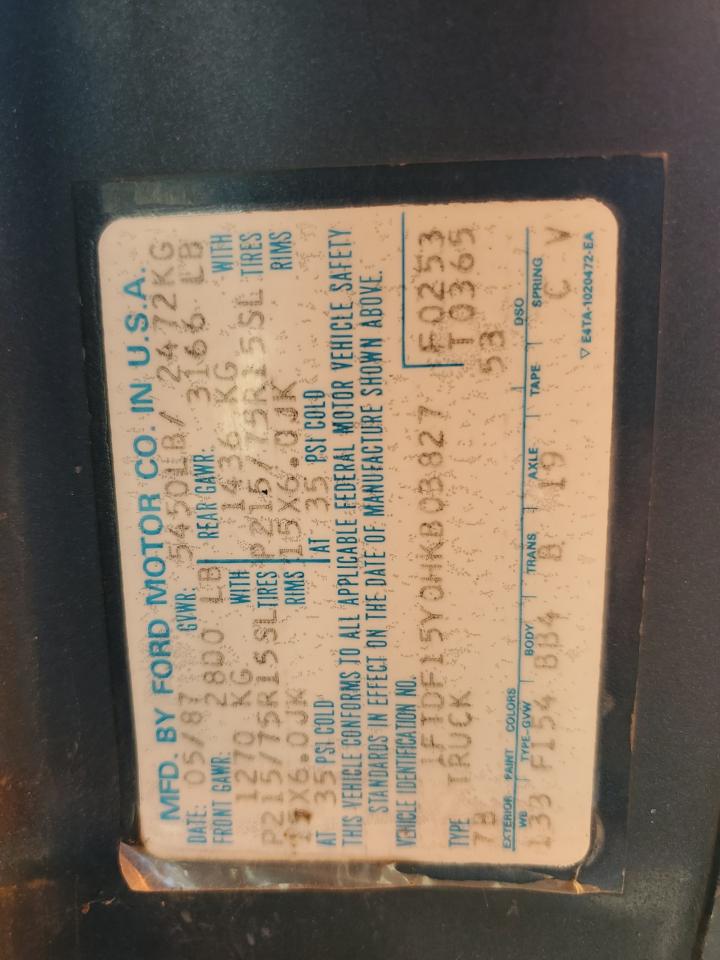 MFD. BY FORD MOTOR CO. IN U.S.A.
DATE: 05/87 GVWR: 5450LB/ 2472KG
FRONT GAWR: 2800 LB REAR GAWR: 3166 LB
1270 KG WITH 1436 KG WITH
P215/75R15SL TIRES P215/75R15SL TIRES
15X6.0JK RIMS 15X6.0JK RIMS
AT 35 PSI COLD AT 35 PSI COLD
THIS VEHICLE CONFORMS TO ALL APPLICABLE FEDERAL MOTOR VEHICLE SAFETY
STANDARDS IN EFFECT ON THE DATE OF MANUFACTURE SHOWN ABOVE.
VEHICLE IDENTIFICATION NO.
1FTDF15Y0HKB0B827 F0253
TYPE TRUCK T0365
7B 5B
EXTERIOR PAINT COLORS DSO
WB TYPE-GVW BODY TRANS AXLE TAPE SPRING
133 F154 BB4 B 19 C V
▽ E4TA-1020472-EA